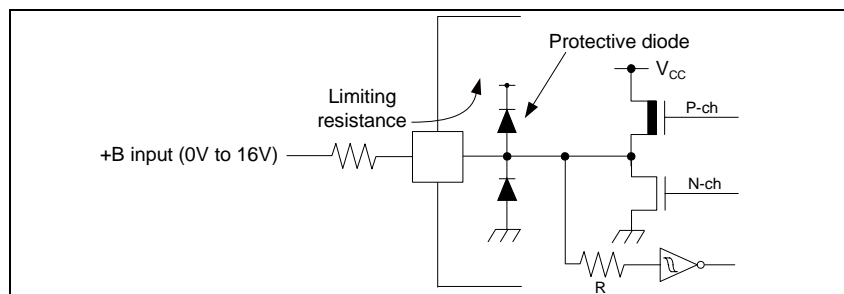 Protective diode
V_CC
Limiting
resistance
P-ch
+B input (0V to 16V)
N-ch
R